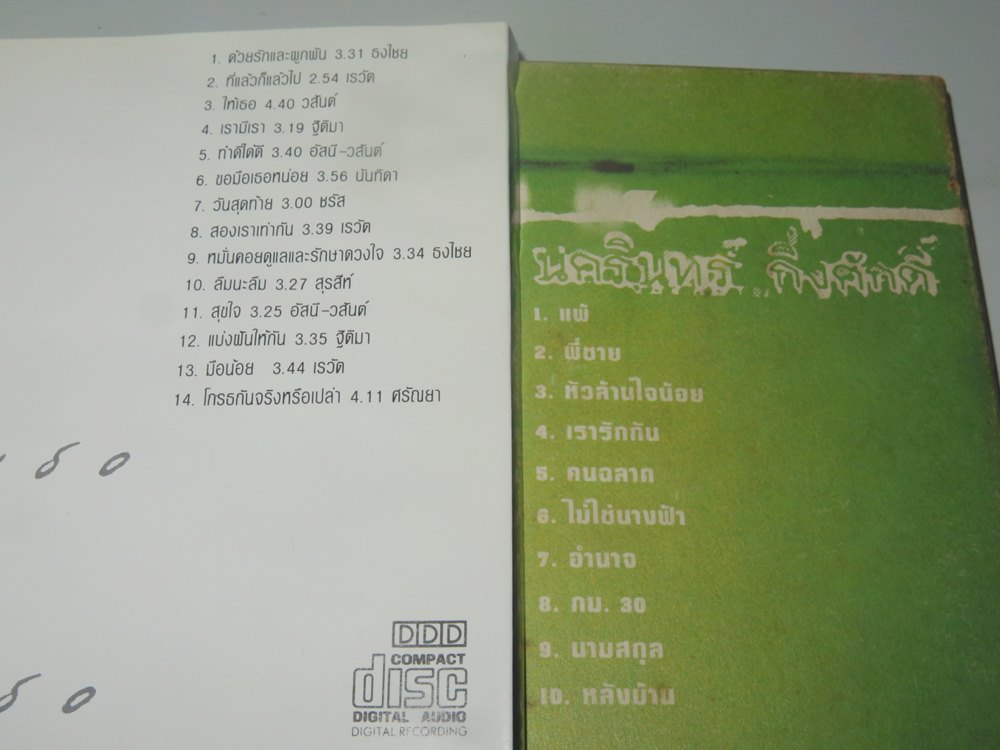 1. ด้วยรักและผูกพัน 3.31 ธงไชย
2. ที่แล้วก็แล้วไป 2.54 เรวัต
3. ให้เธอ 4.40 วสันต์
4. เรามีเรา 3.19 ฐิติมา
5. ทำดีได้ดี 3.40 อัสนี-วสันต์
6. ขอมือเธอหน่อย 3.56 นันทิดา
7. วันสุดท้าย 3.00 ชรัส
8. สองเราเท่ากัน 3.39 เรวัต
9. หมั่นคอยดูแลและรักษาดวงใจ 3.34 ธงไชย
10. ลืมนะลืม 3.27 สุรสีห์
11. สุขใจ 3.25 อัสนี-วสันต์
12. แบ่งฝันให้กัน 3.35 ฐิติมา
13. มือน้อย 3.44 เรวัต
14. โกรธกันจริงหรือเปล่า 4.11 ศรัณยา
DDD
COMPACT
disc
DIGITAL AUDIO
DIGITAL RECORDING
นครินทร์ กิ่งศักดิ์
1. แพ้
2. พี่ชาย
3. หัวล้านใจน้อย
4. เรารักกัน
5. คนฉลาด
6. ไม่ใช่นางฟ้า
7. อำนาจ
8. กม. 30
9. นามสกุล
10. หลังบ้าน